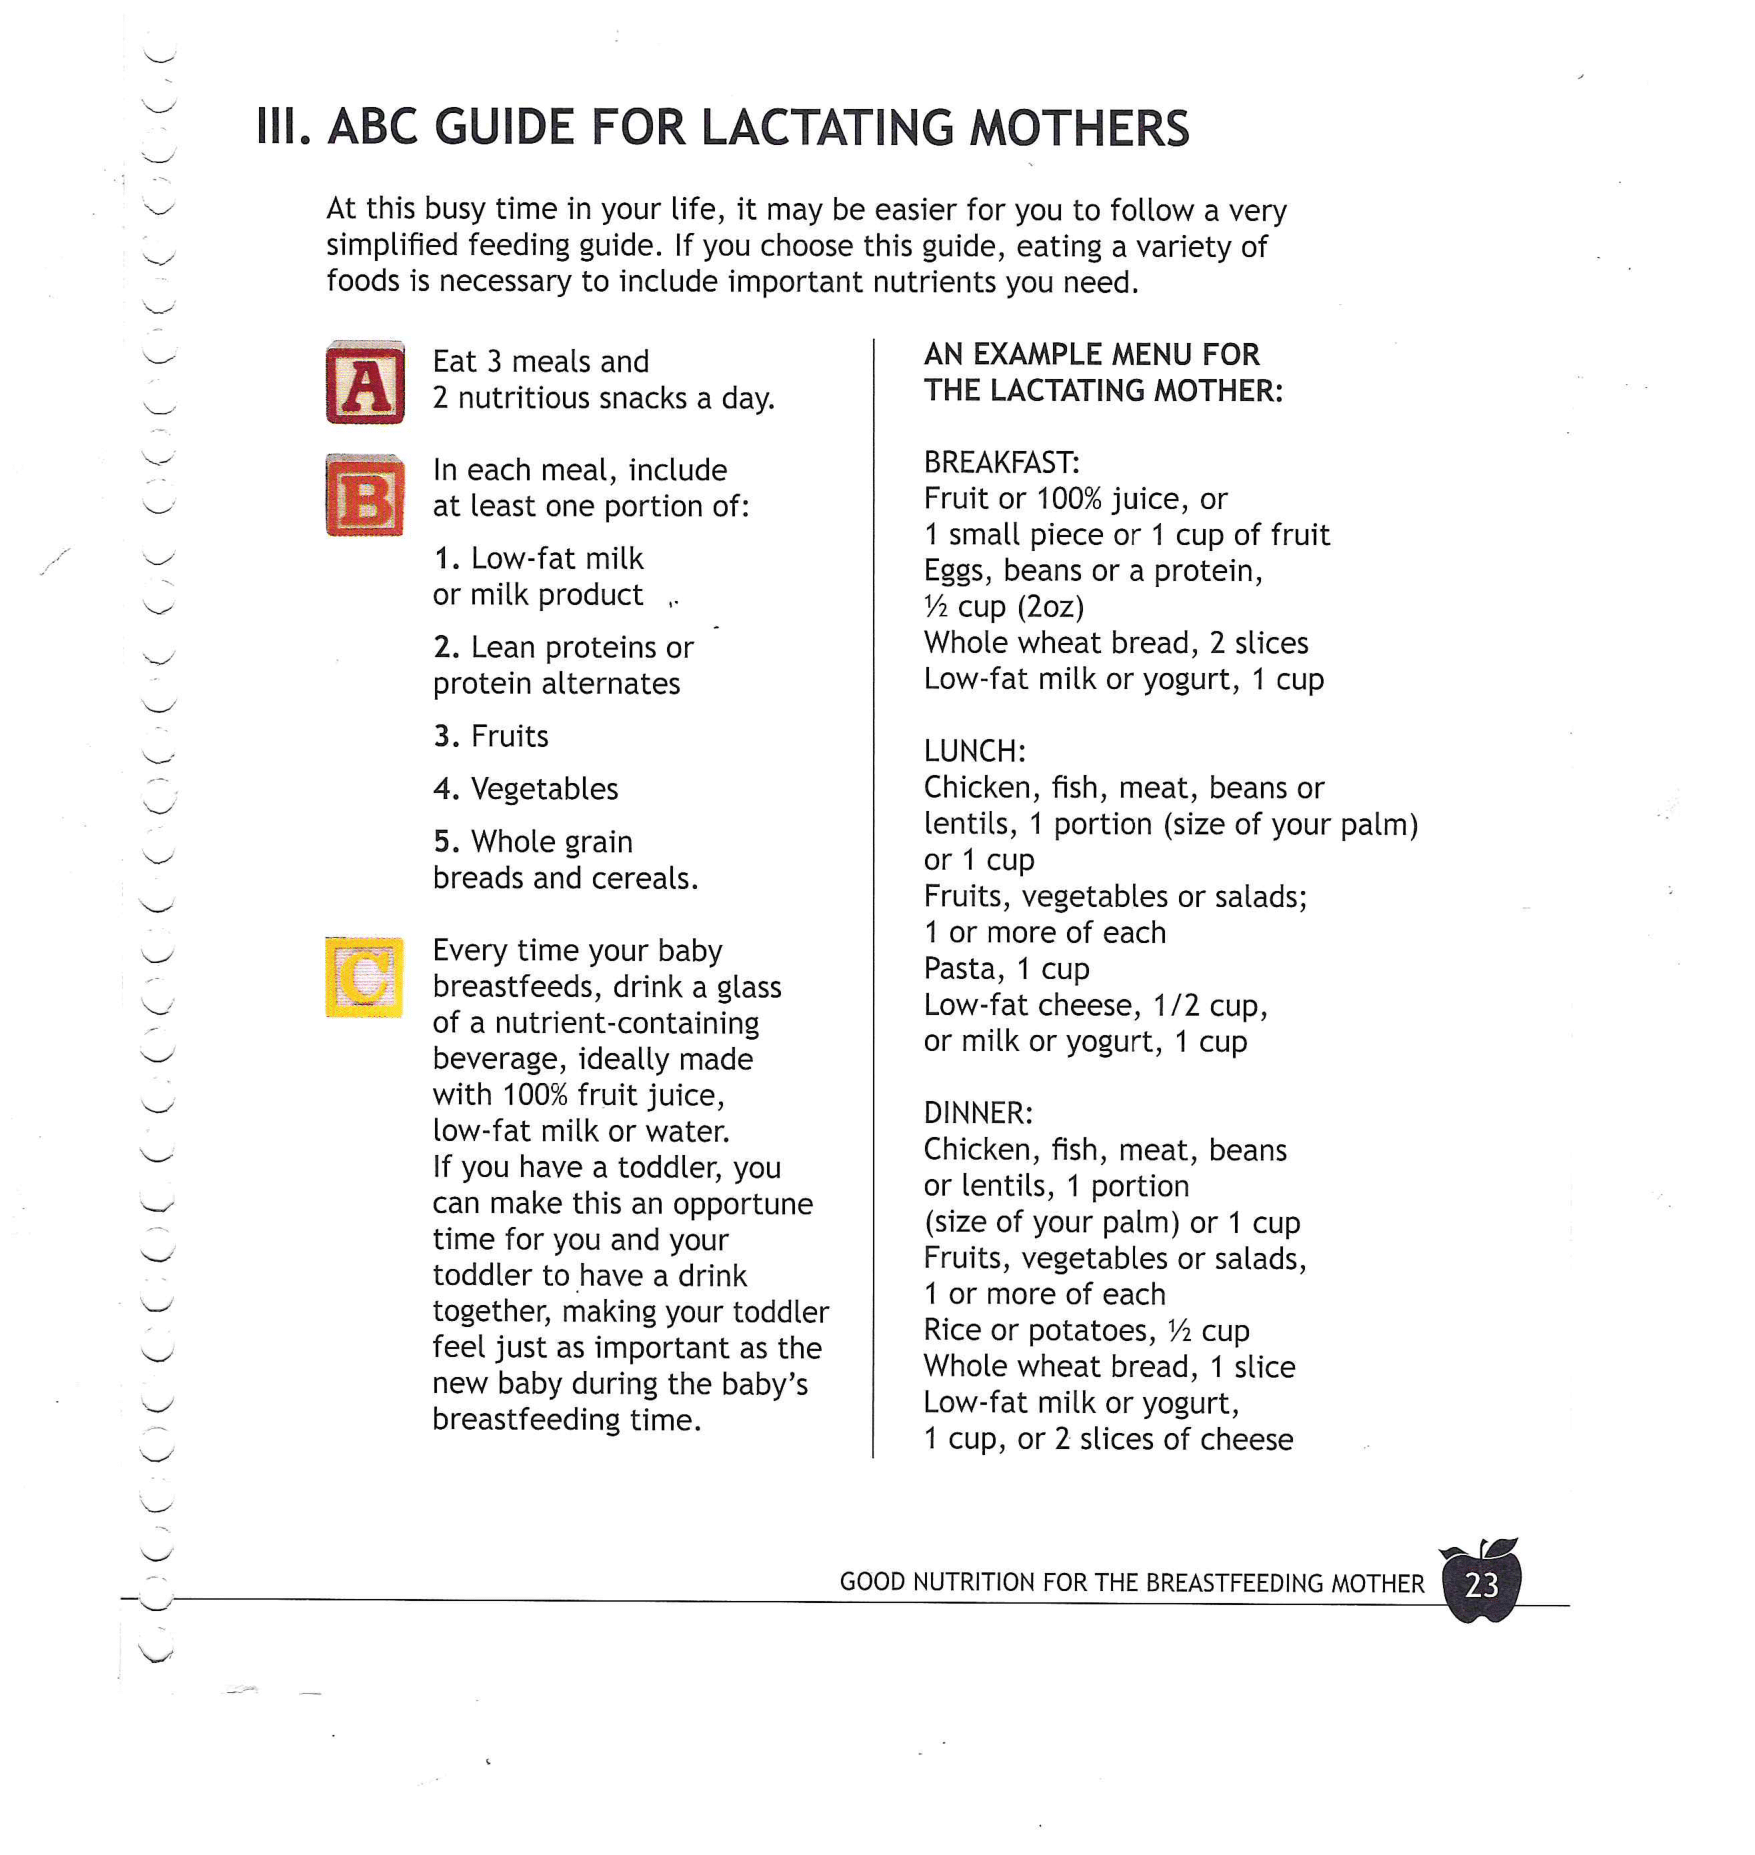 III. ABC GUIDE FOR LACTATING MOTHERS
At this busy time in your life, it may be easier for you to follow a very
simplified feeding guide. If you choose this guide, eating a variety of
foods is necessary to include important nutrients you need.
A
Eat 3 meals and
2 nutritious snacks a day.
B
In each meal, include
at least one portion of:
1. Low-fat milk
or milk product
2. Lean proteins or
protein alternates
3. Fruits
4. Vegetables
5. Whole grain
breads and cereals.
C
Every time your baby
breastfeeds, drink a glass
of a nutrient-containing
beverage, ideally made
with 100% fruit juice,
low-fat milk or water.
If you have a toddler, you
can make this an opportune
time for you and your
toddler to have a drink
together, making your toddler
feel just as important as the
new baby during the baby's
breastfeeding time.
AN EXAMPLE MENU FOR
THE LACTATING MOTHER:
BREAKFAST:
Fruit or 100% juice, or
1 small piece or 1 cup of fruit
Eggs, beans or a protein,
½ cup (2oz)
Whole wheat bread, 2 slices
Low-fat milk or yogurt, 1 cup
LUNCH:
Chicken, fish, meat, beans or
lentils, 1 portion (size of your palm)
or 1 cup
Fruits, vegetables or salads;
1 or more of each
Pasta, 1 cup
Low-fat cheese, 1/2 cup,
or milk or yogurt, 1 cup
DINNER:
Chicken, fish, meat, beans
or lentils, 1 portion
(size of your palm) or 1 cup
Fruits, vegetables or salads,
1 or more of each
Rice or potatoes, ½ cup
Whole wheat bread, 1 slice
Low-fat milk or yogurt,
1 cup, or 2 slices of cheese
GOOD NUTRITION FOR THE BREASTFEEDING MOTHER 23